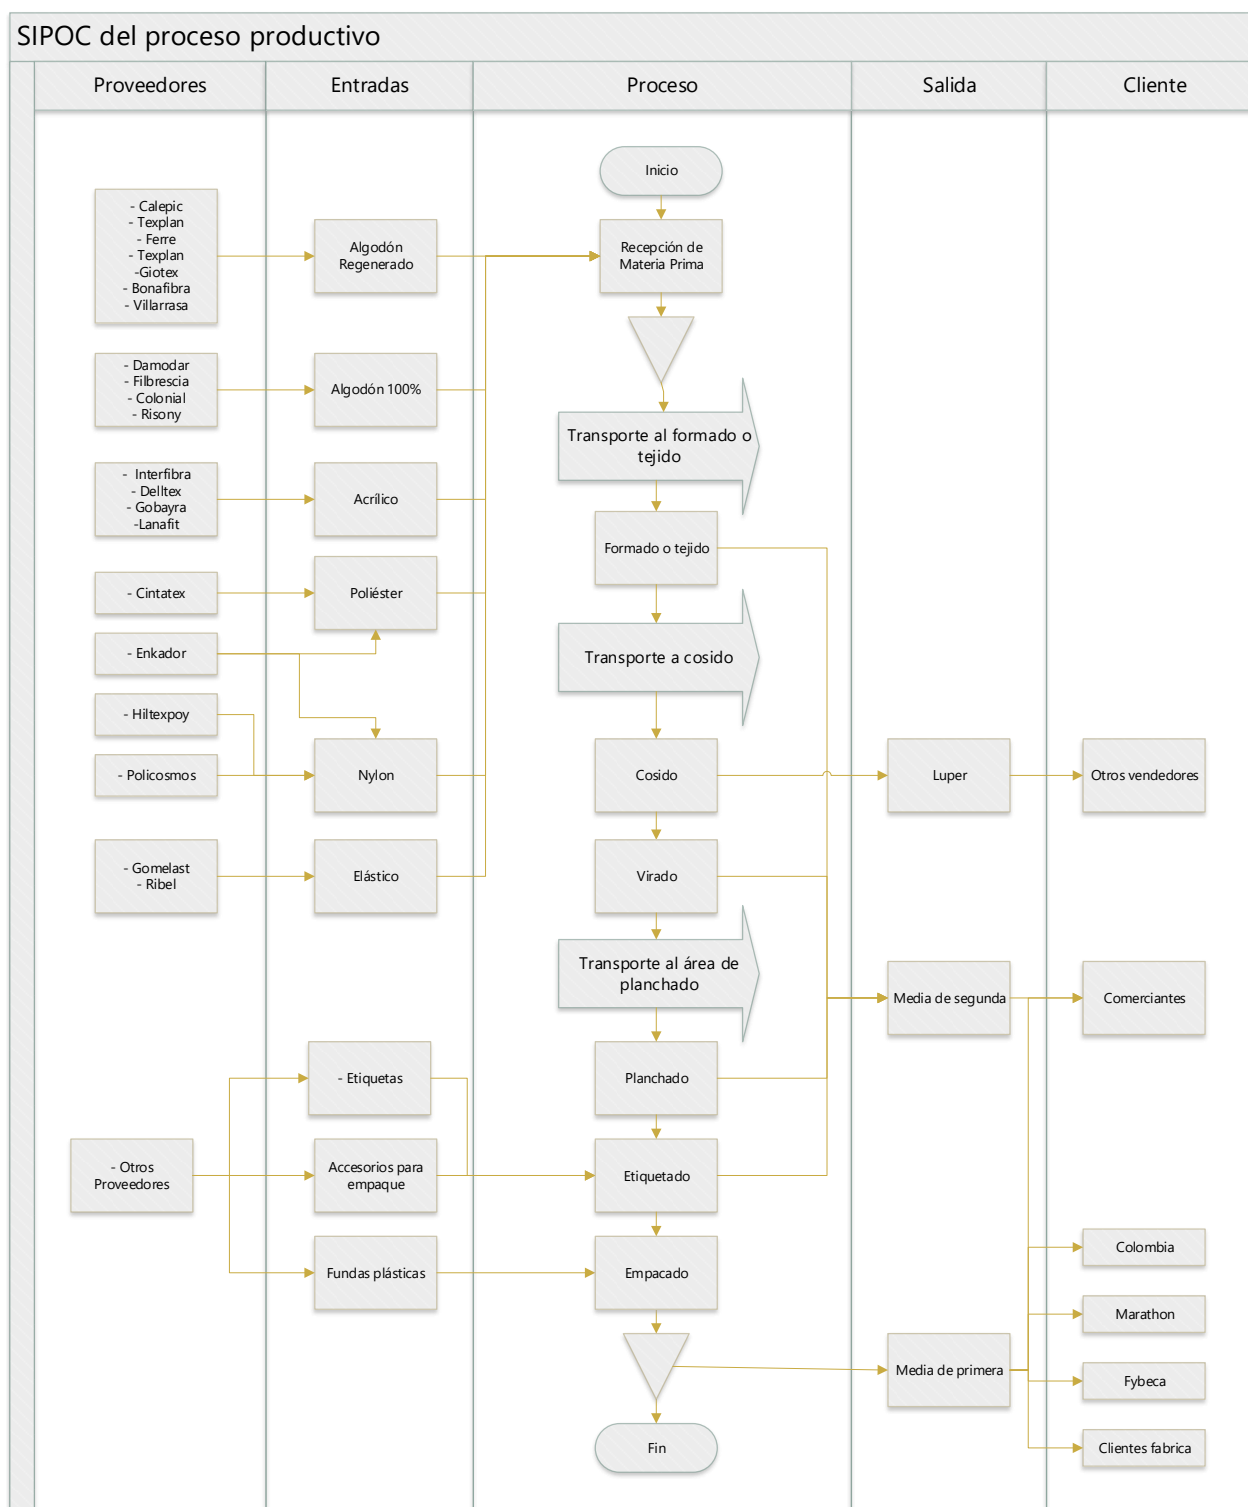 SIPOC del proceso productivo
Proveedores
Entradas
Proceso
Salida
Cliente
- Calepic
- Texplan
- Ferre
- Texplan
-Giotex
- Bonafibra
- Villarrasa
- Damodar
- Filbrescia
- Colonial
- Risony
- Interfibra
- Delltex
- Gobayra
-Lanafit
- Cintatex
- Enkador
- Hiltexpoy
- Policosmos
- Gomelast
- Ribel
- Otros
Proveedores
Algodón
Regenerado
Algodón 100%
Acrílico
Poliéster
Nylon
Elástico
- Etiquetas
Accesorios para
empaque
Fundas plásticas
Inicio
Recepción de
Materia Prima
Transporte al formado o
tejido
Formado o tejido
Transporte a cosido
Cosido
Virado
Transporte al área de
planchado
Planchado
Etiquetado
Empacado
Fin
Luper
Media de segunda
Media de primera
Otros vendedores
Comerciantes
Colombia
Marathon
Fybeca
Clientes fabrica